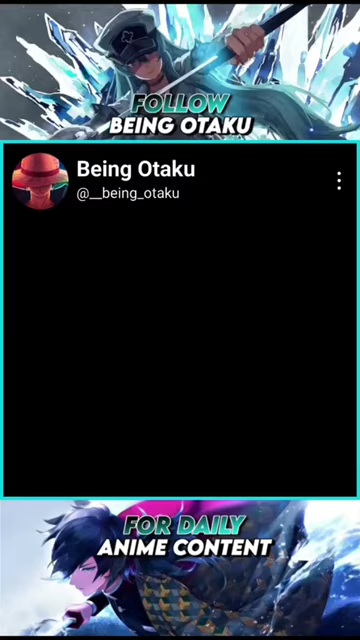 FOLLOW
BEING OTAKU
Being Otaku
@__being_otaku
FOR DAILY
ANIME CONTENT